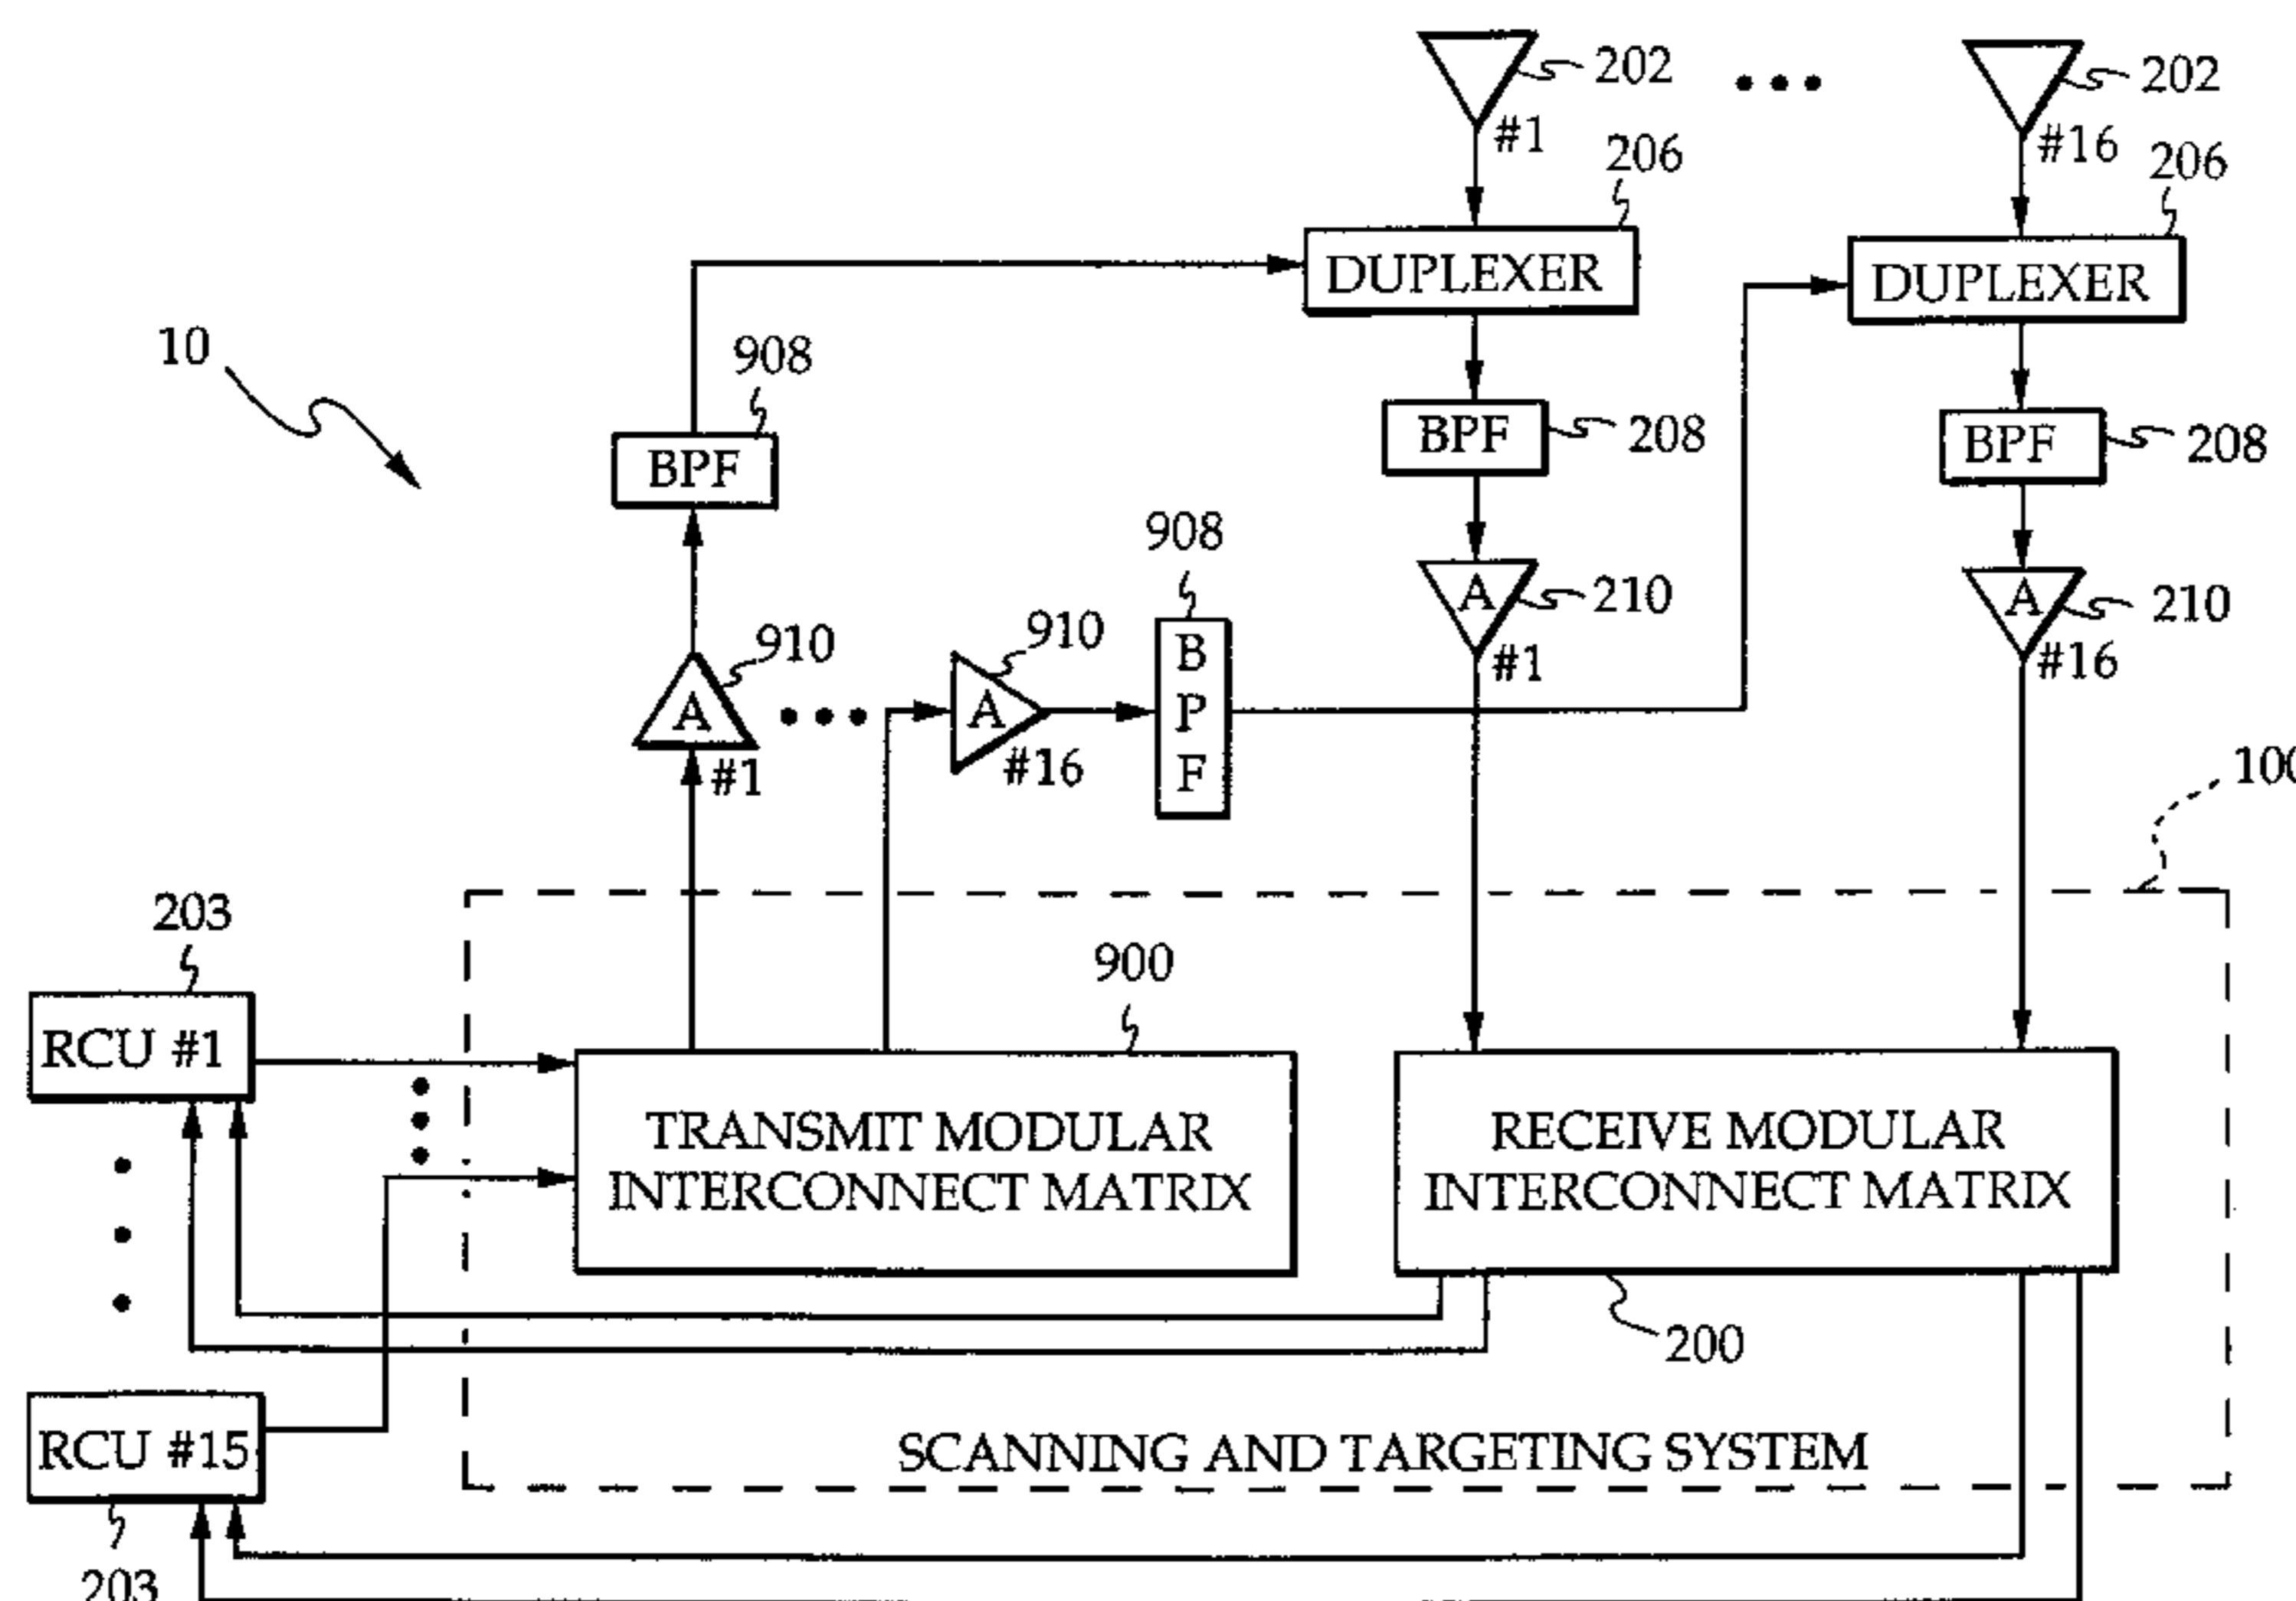 202
202
#1
#16
206
206
DUPLEXER
DUPLEXER
10
908
BPF
BPF
208
BPF
208
908
910
910
A
A
B
P
F
A
210
A
210
#1
#16
#1
#16
100
203
900
RCU #1
TRANSMIT MODULAR
INTERCONNECT MATRIX
RECEIVE MODULAR
INTERCONNECT MATRIX
200
RCU #15
SCANNING AND TARGETING SYSTEM
203